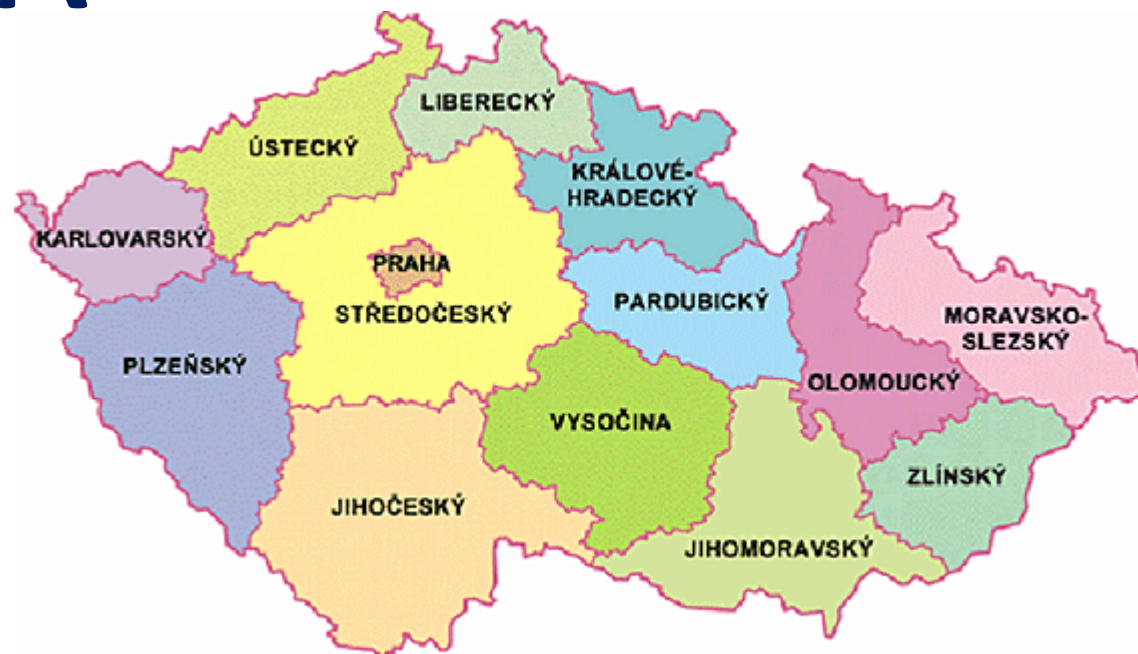 LIBERECKÝ
ÚSTECKÝ
KRÁLOVÉ-
HRADECKÝ
KARLOVARSKÝ
PRAHA
STŘEDOČESKÝ
PARDUBICKÝ
MORAVSKO-
SLEZSKÝ
PLZEŇSKÝ
OLOMOUCKÝ
VYSOČINA
ZLÍNSKÝ
JIHOČESKÝ
JIHOMORAVSKÝ